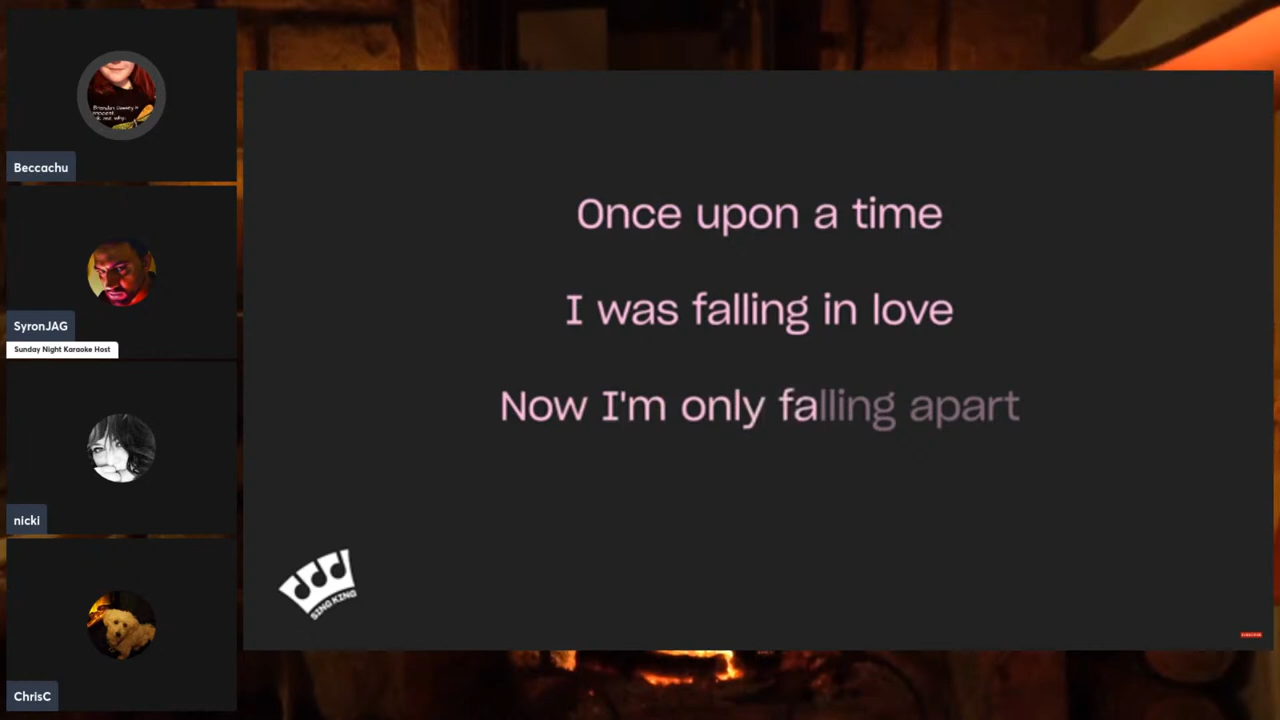 Beccachu
SyronJAG
Sunday Night Karaoke Host
nicki
ChrisC
Once upon a time
I was falling in love
Now I'm only falling apart
SING KING
SUBSCRIBE